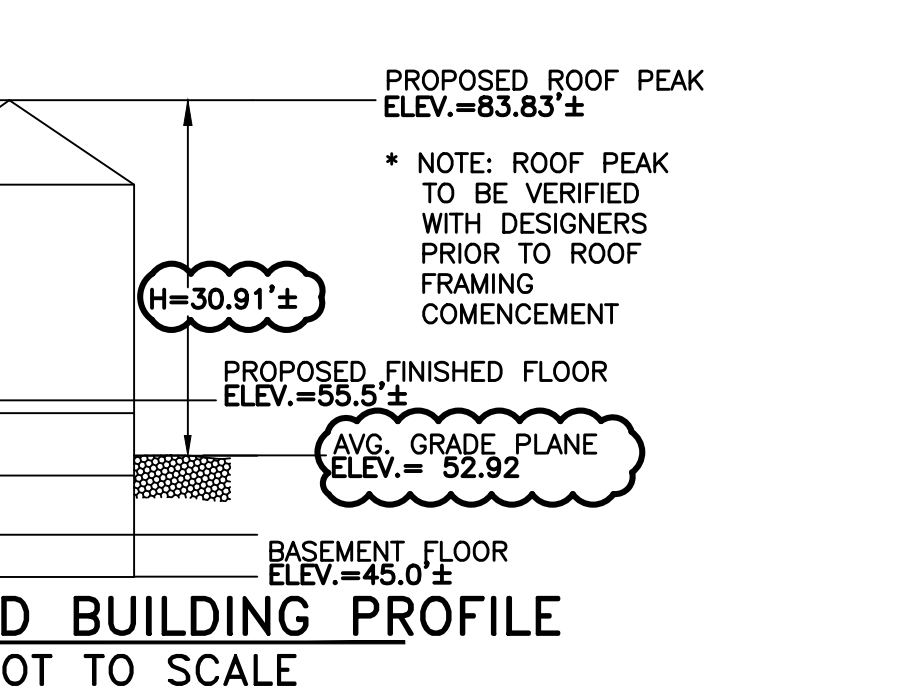 PROPOSED ROOF PEAK
ELEV.=83.83'±
* NOTE: ROOF PEAK
TO BE VERIFIED
WITH DESIGNERS
PRIOR TO ROOF
FRAMING
COMENCEMENT
H=30.91'±
PROPOSED FINISHED FLOOR
ELEV.=55.5'±
AVG. GRADE PLANE
ELEV.= 52.92
BASEMENT FLOOR
ELEV.=45.0'±
D BUILDING PROFILE
OT TO SCALE